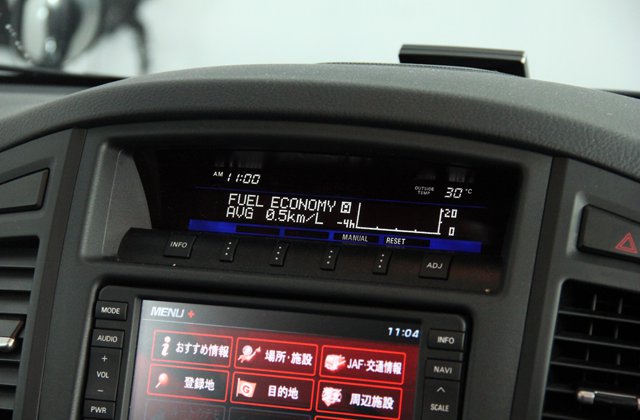 AM 11:00
OUTSIDE TEMP 30°C
FUEL ECONOMY
AVG 0.5km/L
-4h
20
0
MANUAL RESET
INFO
ADJ
MODE
AUDIO
+
VOL
−
PWR
MENU
11:04
おすすめ情報 場所・施設 JAF・交通情報
登録地 目的地 周辺施設
INFO
NAVI
SCALE